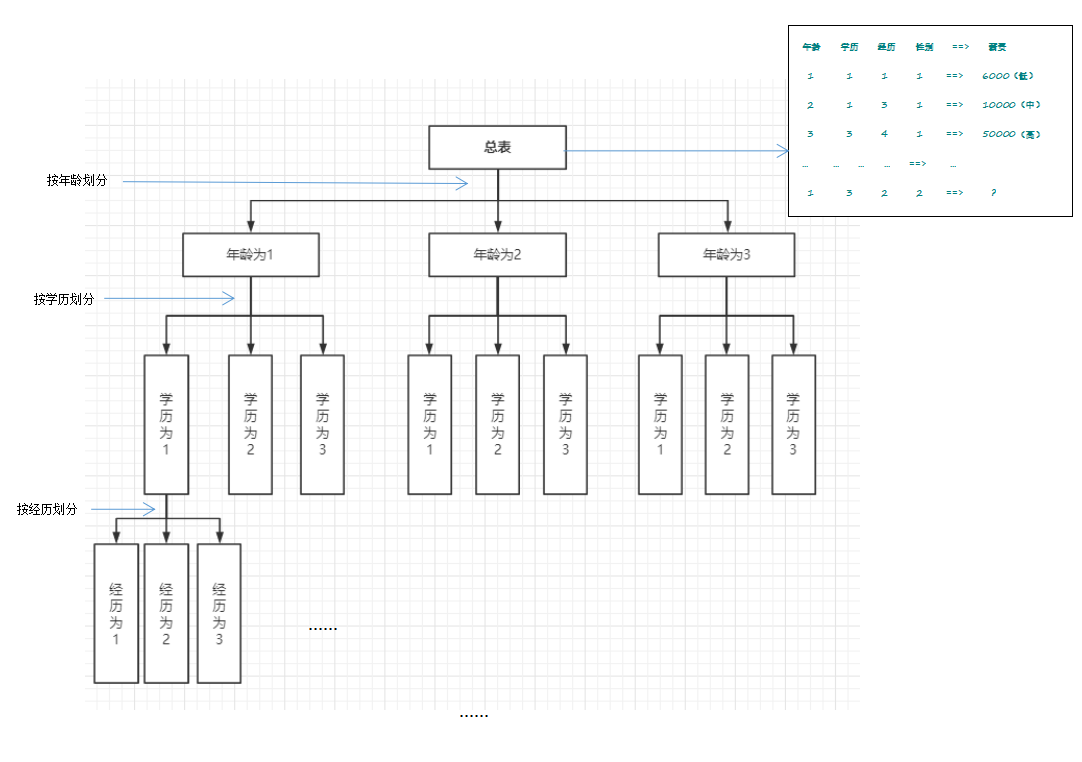 年龄 学历 经历 性别 ==> 薪资
1 1 1 1 ==> 6000（低）
2 1 3 1 ==> 10000（中）
3 3 4 1 ==> 50000（高）
... ... ... ... ==> ...
1 3 2 2 ==> ?
总表
按年龄划分
年龄为1
年龄为2
年龄为3
按学历划分
学历为1
学历为2
学历为3
学历为1
学历为2
学历为3
学历为1
学历为2
学历为3
按经历划分
经历为1
经历为2
经历为3
......
......